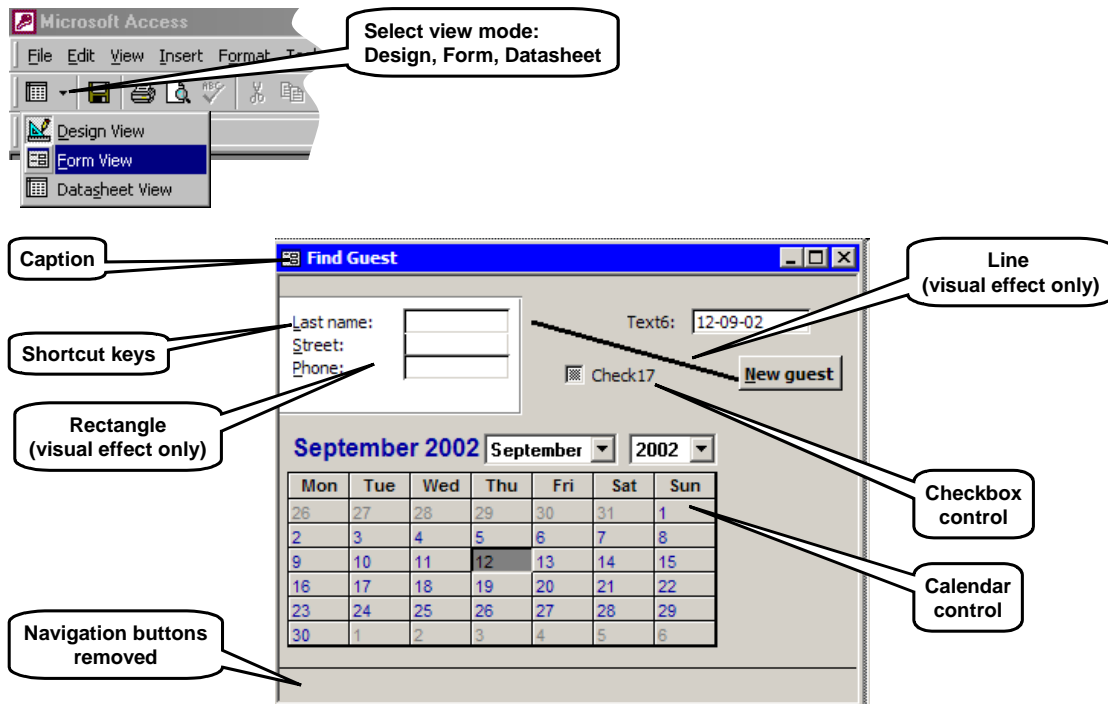 Microsoft Access
File Edit View Insert Format
Select view mode:
Design, Form, Datasheet
ABC
Design View
Form View
Datasheet View
Caption
Find Guest
Line
(visual effect only)
Last name:
Text6: 12-09-02
Shortcut keys
Street:
Phone:
Check17
New guest
Rectangle
(visual effect only)
September 2002 September 2002
Mon Tue Wed Thu Fri Sat Sun
26 27 28 29 30 31 1
2 3 4 5 6 7 8
9 10 11 12 13 14 15
16 17 18 19 20 21 22
23 24 25 26 27 28 29
30 1 2 3 4 5 6
Checkbox
control
Calendar
control
Navigation buttons
removed